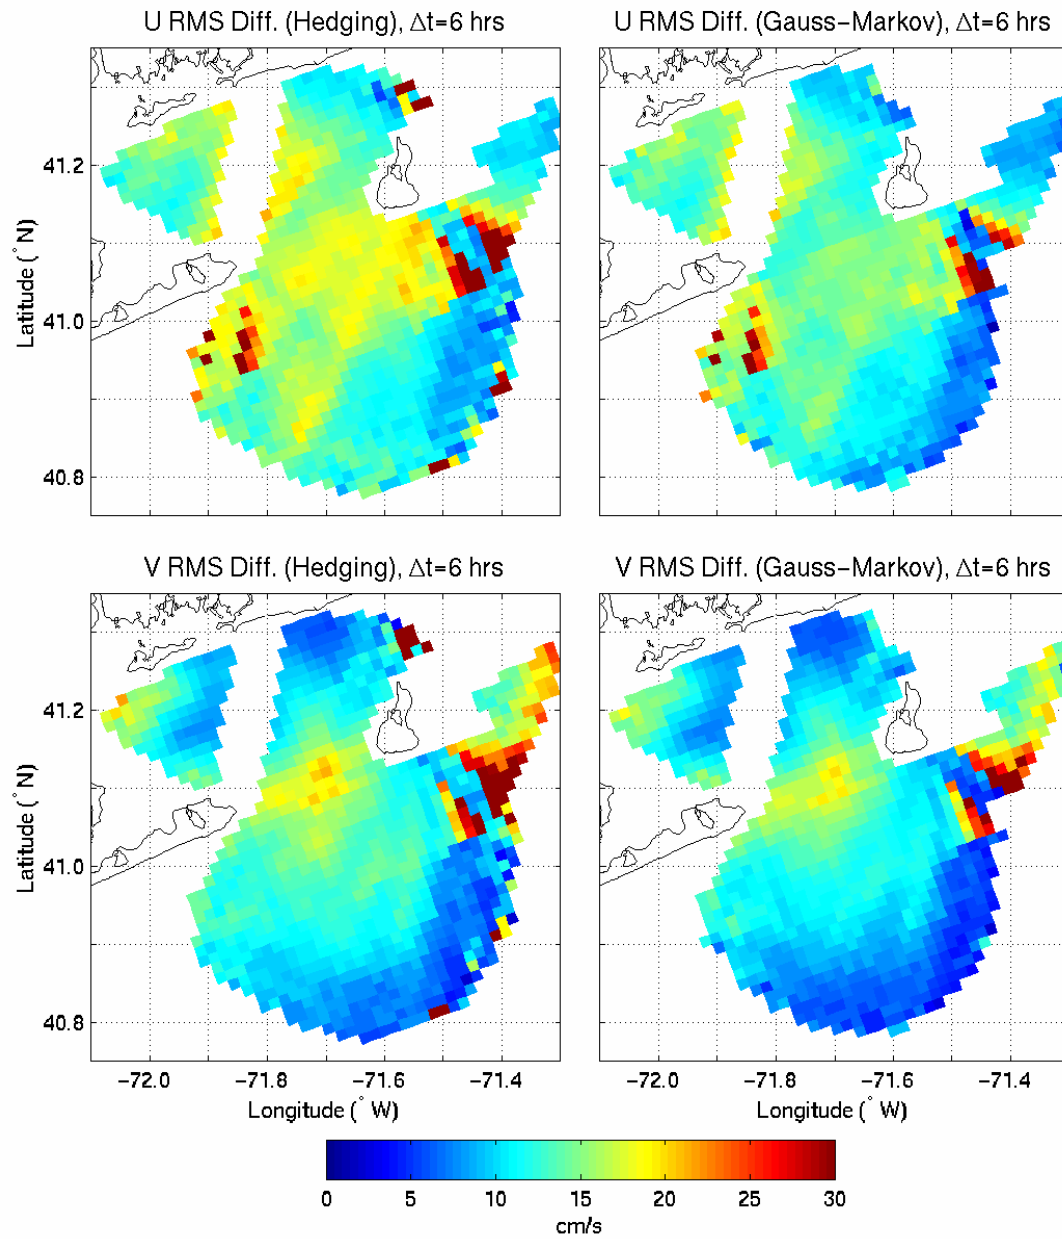 U RMS Diff. (Hedging), Δt=6 hrs
U RMS Diff. (Gauss−Markov), Δt=6 hrs
Latitude (° N)
41.2
41.0
40.8
V RMS Diff. (Hedging), Δt=6 hrs
V RMS Diff. (Gauss−Markov), Δt=6 hrs
Latitude (° N)
41.2
41.0
40.8
−72.0 −71.8 −71.6 −71.4
−72.0 −71.8 −71.6 −71.4
Longitude (° W)
Longitude (° W)
0 5 10 15 20 25 30
cm/s